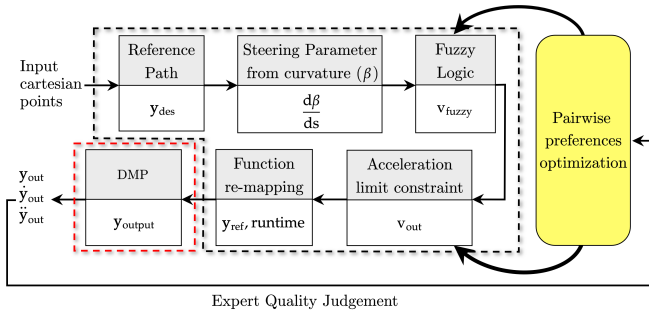 Input
cartesian
points
Reference
Path
y_des
Steering Parameter
from curvature (β)
dβ
ds
Fuzzy
Logic
v_fuzzy
Pairwise
preferences
optimization
DMP
y_output
Function
re-mapping
y_ref, runtime
Acceleration
limit constraint
v_out
y_out
ẏ_out
ÿ_out
Expert Quality Judgement